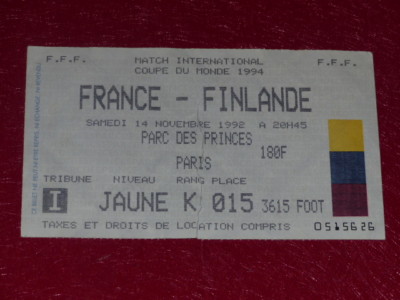 F.F.F. MATCH INTERNATIONAL F.F.F.
COUPE DU MONDE 1994
FRANCE - FINLANDE
SAMEDI 14 NOVEMBRE 1992 A 20H45
PARC DES PRINCES
PARIS 180F
TRIBUNE NIVEAU RANG PLACE
I JAUNE K 015 3615 FOOT
TAXES ET DROITS DE LOCATION COMPRIS 0515626